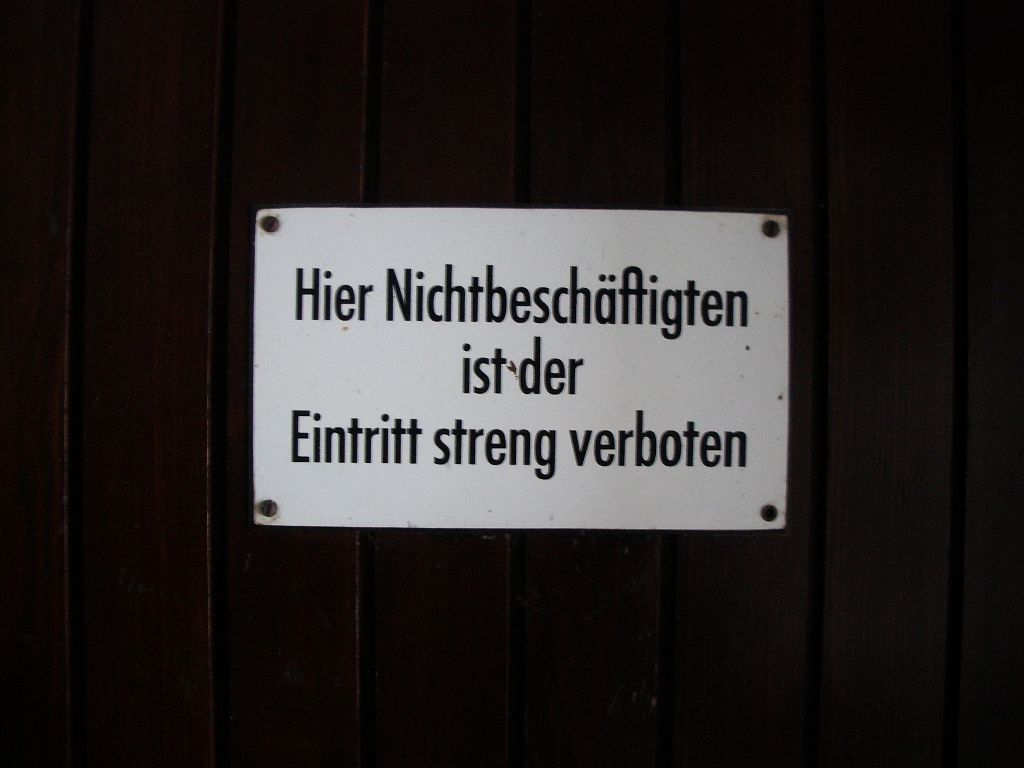 Hier Nichtbeschäftigten
ist der
Eintritt streng verboten